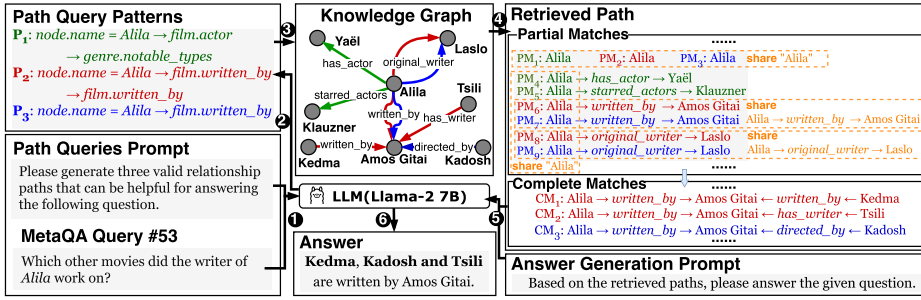 Path Query Patterns
P1: node.name = Alila → film.actor
→ genre.notable_types
P2: node.name = Alila → film.written_by
→ film.written_by
P3: node.name = Alila → film.written_by
Path Queries Prompt
Please generate three valid relationship
paths that can be helpful for answering
the following question.
MetaQA Query #53
Which other movies did the writer of
Alila work on?
❶
❷
❸
Knowledge Graph
Yaël
Laslo
has_actor
original_writer
Alila
Tsili
starred_actors
written_by
has_writer
Klauzner
written_by
directed_by
Kedma
Amos Gitai
Kadosh
LLM(Llama-2 7B)
❹
❺
❻
Answer
Kedma, Kadosh and Tsili
are written by Amos Gitai.
Retrieved Path
Partial Matches
......
PM1: Alila PM2: Alila PM3: Alila share "Alila"
PM4: Alila → has_actor → Yaël
PM5: Alila → starred_actors → Klauzner
PM6: Alila → written_by → Amos Gitai share
PM7: Alila → written_by → Amos Gitai Alila → written_by → Amos Gitai
PM8: Alila → original_writer → Laslo share
PM9: Alila → original_writer → Laslo Alila → original_writer → Laslo
share "Alila"
......
Complete Matches
......
CM1: Alila → written_by → Amos Gitai ← written_by ← Kedma
CM2: Alila → written_by → Amos Gitai ← has_writer ← Tsili
CM3: Alila → written_by → Amos Gitai ← directed_by ← Kadosh
......
Answer Generation Prompt
Based on the retrieved paths, please answer the given question.